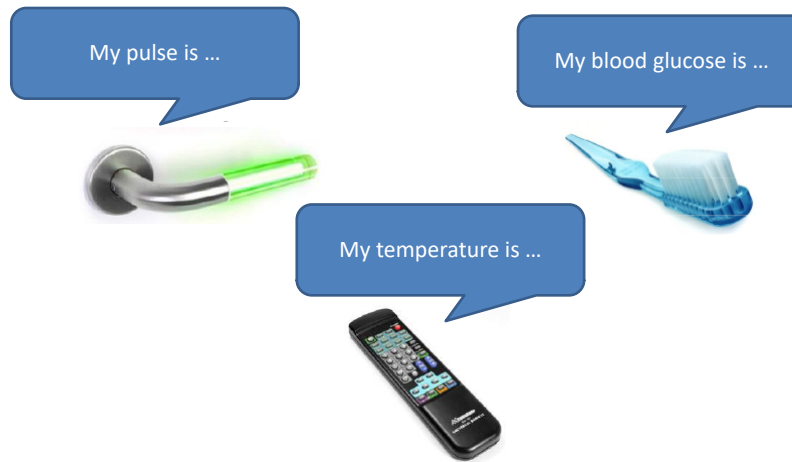 My pulse is …
My blood glucose is …
My temperature is …